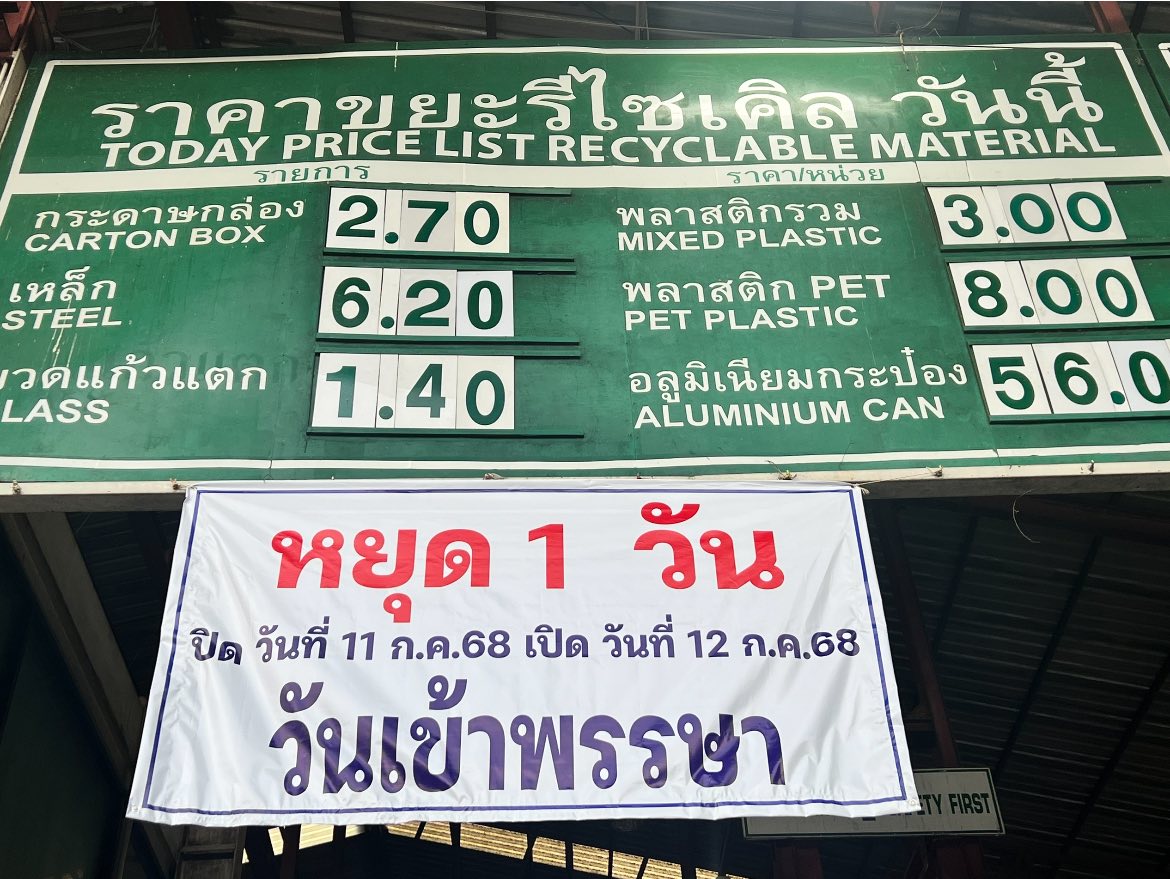 ราคาขยะรีไซเคิล วันนี้
TODAY PRICE LIST RECYCLABLE MATERIAL
รายการ ราคา/หน่วย
กระดาษกล่อง 2.70 พลาสติกรวม 3.00
CARTON BOX MIXED PLASTIC
เหล็ก 6.20 พลาสติก PET 8.00
STEEL PET PLASTIC
วดแก้วแตก 1.40 อลูมิเนียมกระป๋อง 56.0
LASS ALUMINIUM CAN
หยุด 1 วัน
ปิด วันที่ 11 ก.ค.68 เปิด วันที่ 12 ก.ค.68
วันเข้าพรรษา
TY FIRST